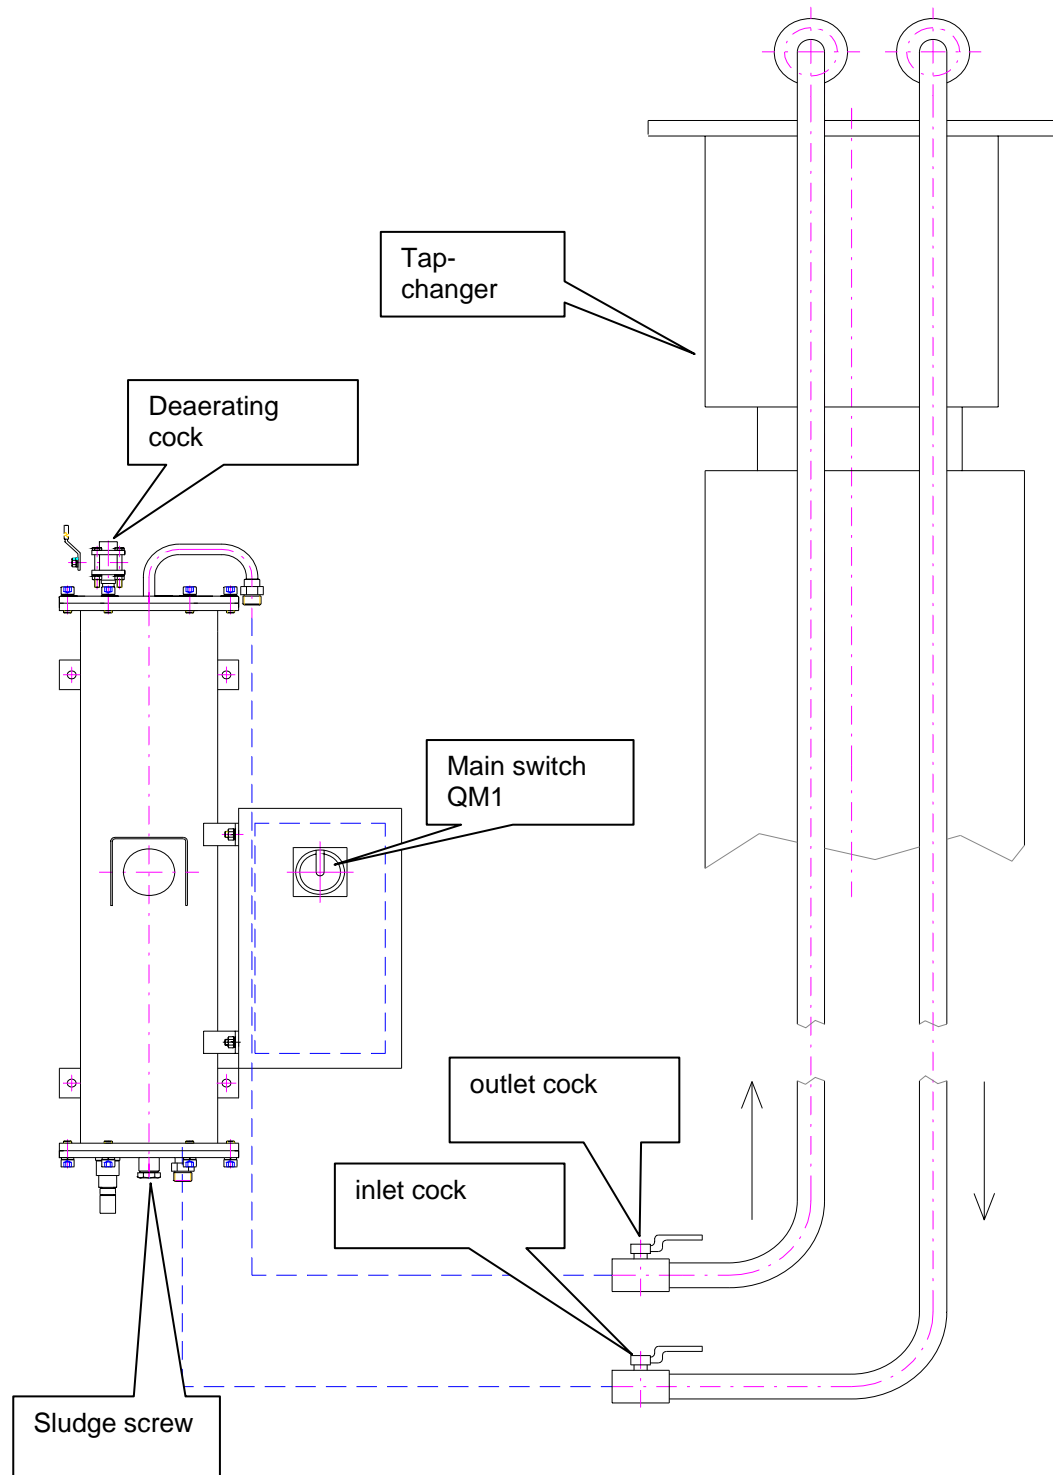 Tap-
changer
Deaerating
cock
Main switch
QM1
outlet cock
inlet cock
Sludge screw